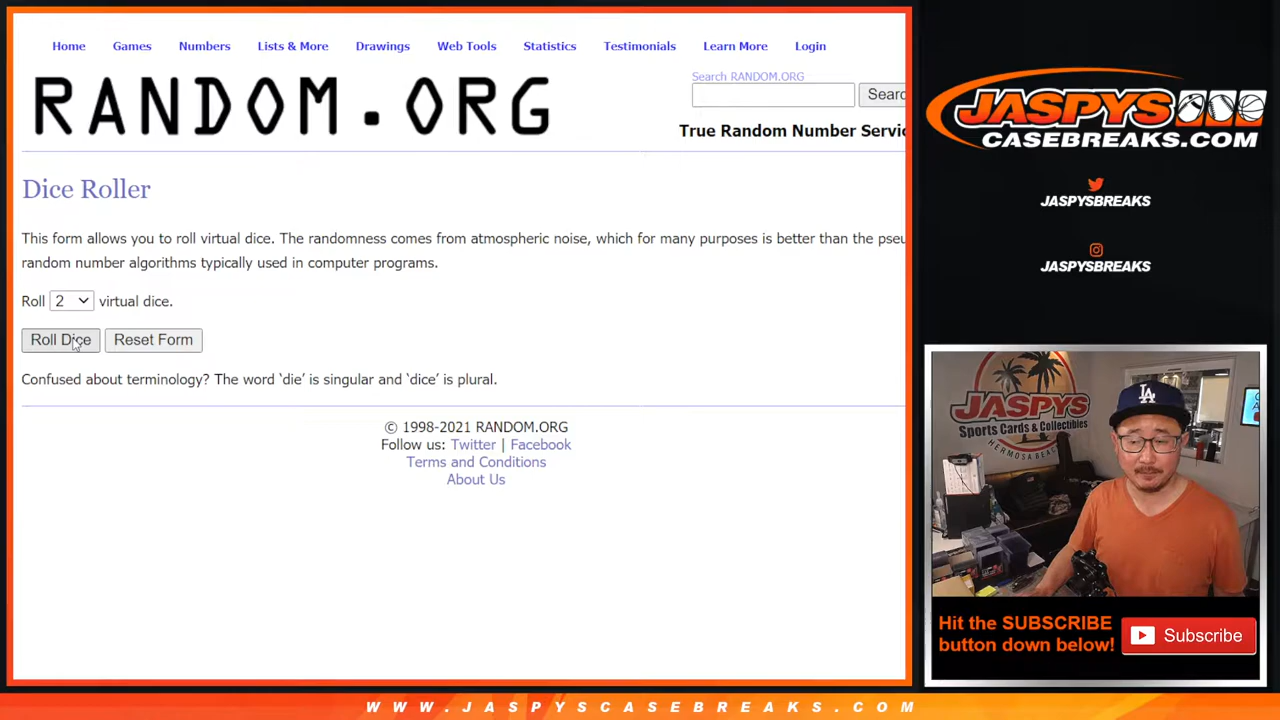 Home Games Numbers Lists & More Drawings Web Tools Statistics Testimonials Learn More Login
RANDOM.ORG
Search RANDOM.ORG
True Random Number
Dice Roller
This form allows you to roll virtual dice. The randomness comes from atmospheric noise, which for many purposes is better than the
random number algorithms typically used in computer programs.
Roll 2 virtual dice.
Roll Dice Reset Form
Confused about terminology? The word ‘die’ is singular and ‘dice’ is plural.
© 1998-2021 RANDOM.ORG
Follow us: Twitter | Facebook
Terms and Conditions
About Us
JASPYS
CASEBREAKS.COM
JASPYSBREAKS
JASPYSBREAKS
JASPYS
Sports Cards & Collectibles
HERMOSA BEACH
LA
Hit the SUBSCRIBE
button down below!
Subscribe
WWW.JASPYSCASEBREAKS.COM